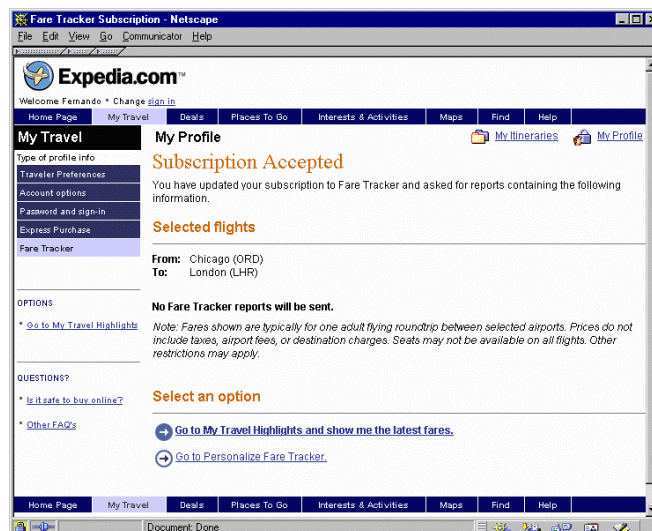 Fare Tracker Subscription - Netscape
File Edit View Go Communicator Help
Expedia.com™
Welcome Fernando * Change sign in
Home Page My Travel Deals Places To Go Interests & Activities Maps Find Help
My Travel
My Profile
My Itineraries
My Profile
Type of profile info
Traveler Preferences
Account options
Password and sign-in
Express Purchase
Fare Tracker
OPTIONS
* Go to My Travel Highlights
QUESTIONS?
* Is it safe to buy
online?
* Other FAQ's
Subscription Accepted
You have updated your subscription to Fare Tracker and asked for reports containing the following
information.
Selected flights
From: Chicago (ORD)
To: London (LHR)
No Fare Tracker reports will be sent.
Note: Fares shown are typically for one adult flying roundtrip between selected airports. Prices do not
include taxes, airport fees, or destination charges. Seats may not be available on all flights. Other
restrictions may apply.
Select an option
Go to My Travel Highlights and show me the latest fares.
Go to Personalize Fare Tracker.
Home Page My Travel Deals Places To Go Interests & Activities Maps Find Help
Document: Done